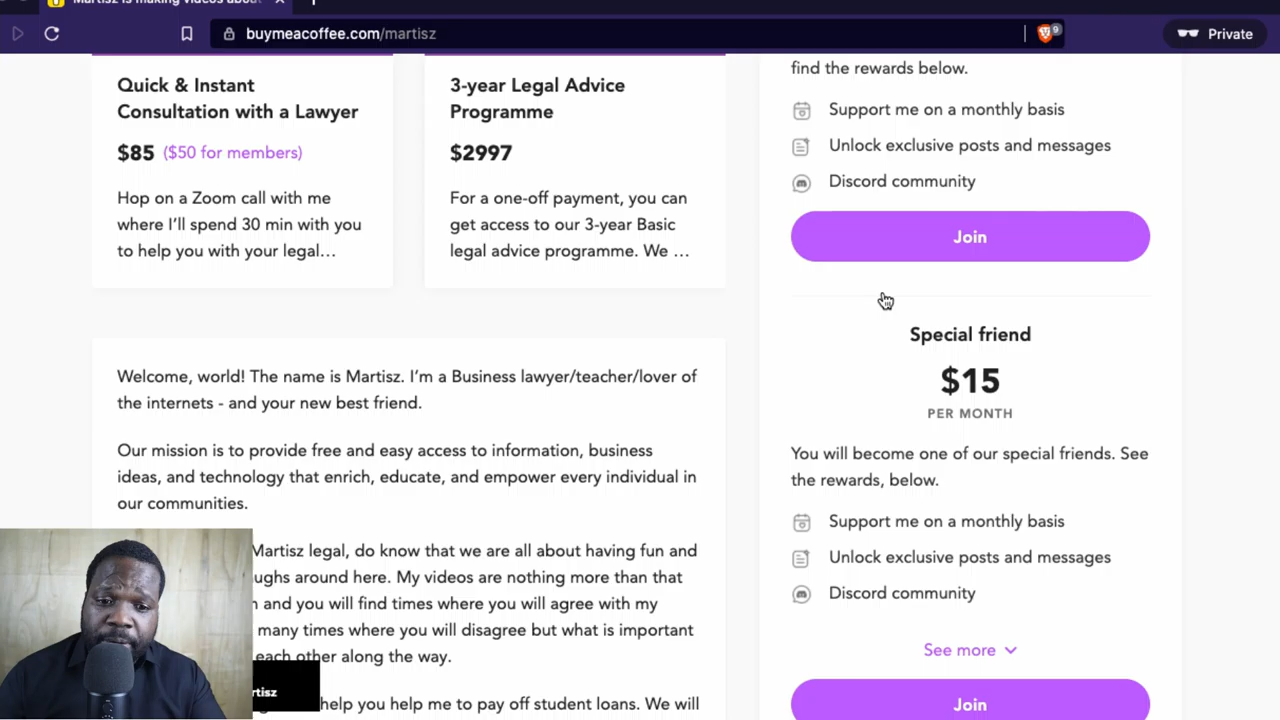 Martisz is making videos about
buymeacoffee.com/martisz
9
Private
Quick & Instant
Consultation with a Lawyer
$85 ($50 for members)
Hop on a Zoom call with me
where I'll spend 30 min with you
to help you with your legal...
3-year Legal Advice
Programme
$2997
For a one-off payment, you can
get access to our 3-year Basic
legal advice programme. We ...
Welcome, world! The name is Martisz. I'm a Business lawyer/teacher/lover of
the internets - and your new best friend.
Our mission is to provide free and easy access to information, business
ideas, and technology that enrich, educate, and empower every individual in
our communities.
Martisz legal, do know that we are all about having fun and
ughs around here. My videos are nothing more than that
and you will find times where you will agree with my
many times where you will disagree but what is important
each other along the way.
rtisz
help you help me to pay off student loans. We will
find the rewards below.
Support me on a monthly basis
Unlock exclusive posts and messages
Discord community
Join
Special friend
$15
PER MONTH
You will become one of our special friends. See
the rewards, below.
Support me on a monthly basis
Unlock exclusive posts and messages
Discord community
See more
Join